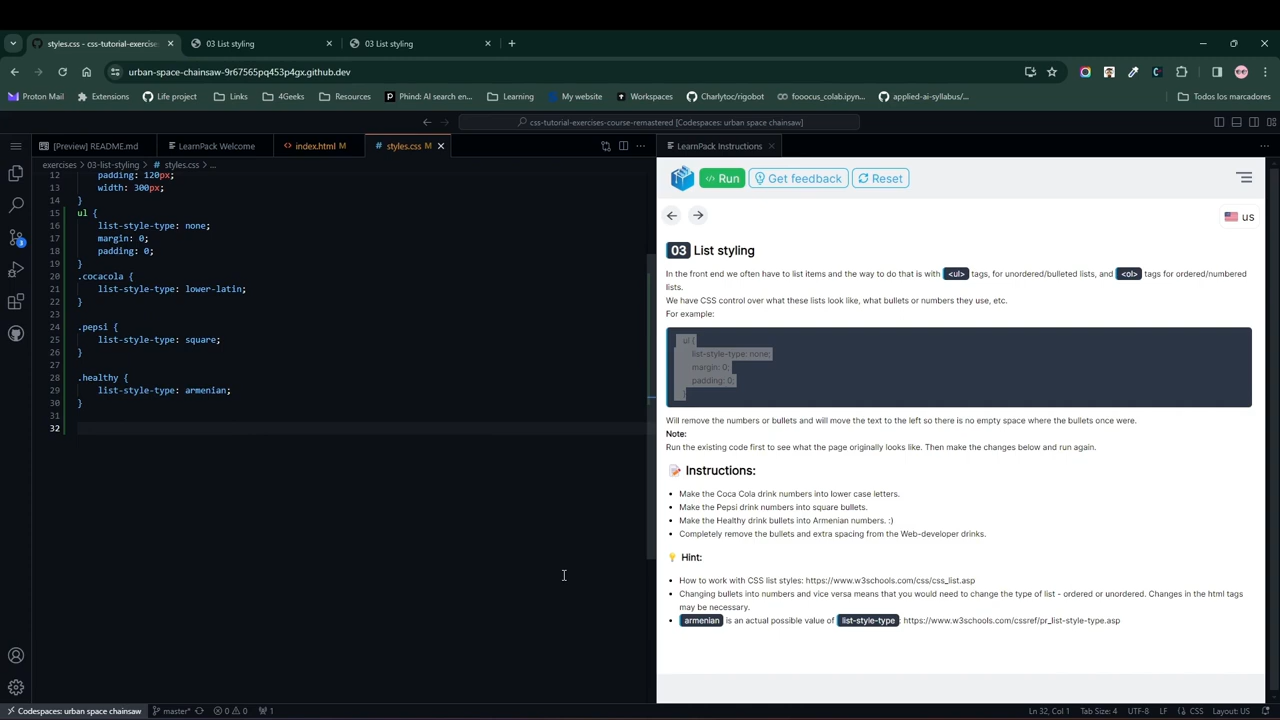 styles.css - css-tutorial-exercises
03 List styling
03 List styling
urban-space-chainsaw-9r67565pq453p4gx.github.dev
Proton Mail
Extensions
Life project
Links
4Geeks
Resources
Phind: AI search en...
Learning
My website
Workspaces
Charlytoc/rigobot
fooocus_colab.ipyn...
applied-ai-syllabus/...
Todos los marcadores
css-tutorial-exercises-course-remastered [Codespaces: urban space chainsaw]
[Preview] README.md
LearnPack Welcome
index.html M
styles.css M
LearnPack Instructions
exercises > 03-list-styling > # styles.css > ...
12 padding: 120px;
13 width: 300px;
14 }
15 ul {
16 list-style-type: none;
17 margin: 0;
18 padding: 0;
19 }
20 .cocacola {
21 list-style-type: lower-latin;
22 }
23
24 .pepsi {
25 list-style-type: square;
26 }
27
28 .healthy {
29 list-style-type: armenian;
30 }
31
32
</> Run
Get feedback
Reset
us
03 List styling
In the front end we often have to list items and the way to do that is with <ul> tags, for unordered/bulleted lists, and <ol> tags for ordered/numbered
lists.
We have CSS control over what these lists look like, what bullets or numbers they use, etc.
For example:
ul {
list-style-type: none;
margin: 0;
padding: 0;
}
Will remove the numbers or bullets and will move the text to the left so there is no empty space where the bullets once were.
Note:
Run the existing code first to see what the page originally looks like. Then make the changes below and run again.
Instructions:
• Make the Coca Cola drink numbers into lower case letters.
• Make the Pepsi drink numbers into square bullets.
• Make the Healthy drink bullets into Armenian numbers. :)
• Completely remove the bullets and extra spacing from the Web-developer drinks.
Hint:
• How to work with CSS list styles: https://www.w3schools.com/css/css_list.asp
• Changing bullets into numbers and vice versa means that you would need to change the type of list - ordered or unordered. Changes in the html tags
may be necessary.
• armenian is an actual possible value of list-style-type: https://www.w3schools.com/cssref/pr_list-style-type.asp
Codespaces: urban space chainsaw
master*
0 0
1
Ln 32, Col 1
Tab Size: 4
UTF-8
LF
CSS
Layout: US